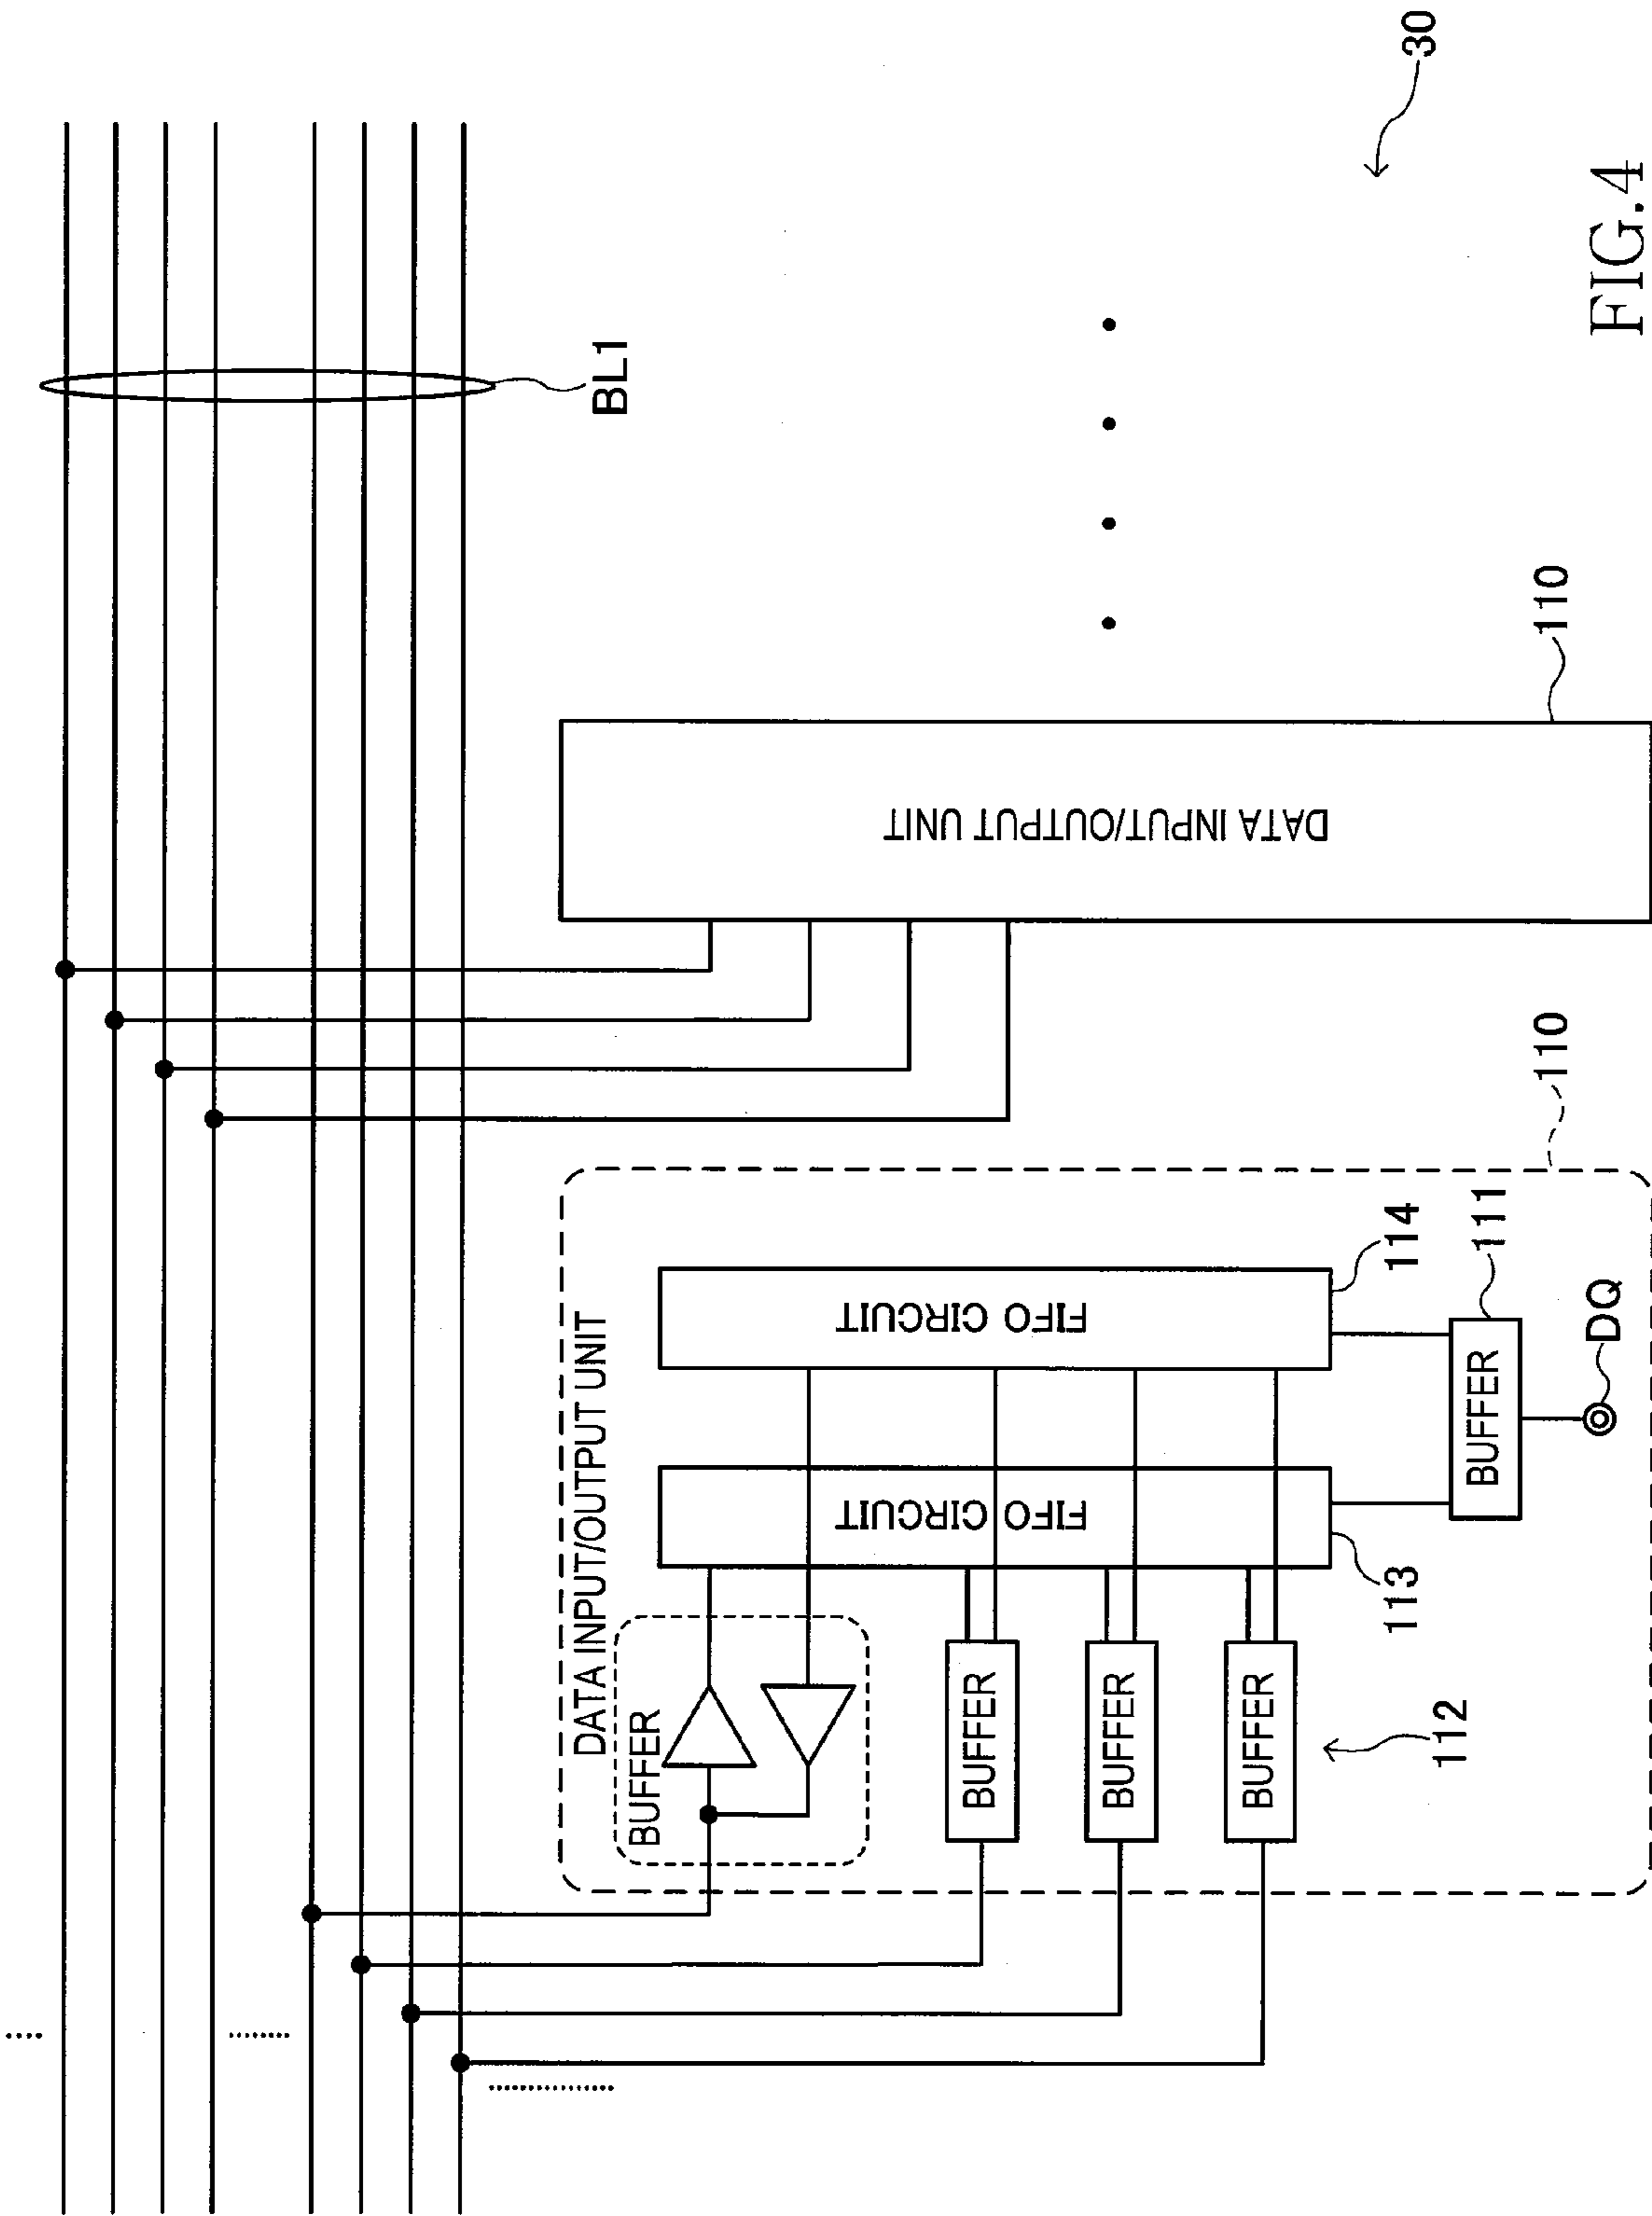 30
BL1
DATA INPUT/OUTPUT UNIT
110
DATA INPUT/OUTPUT UNIT
110
BUFFER
FIFO CIRCUIT
FIFO CIRCUIT
114
113
BUFFER
BUFFER
BUFFER
112
BUFFER
111
DQ
FIG.4